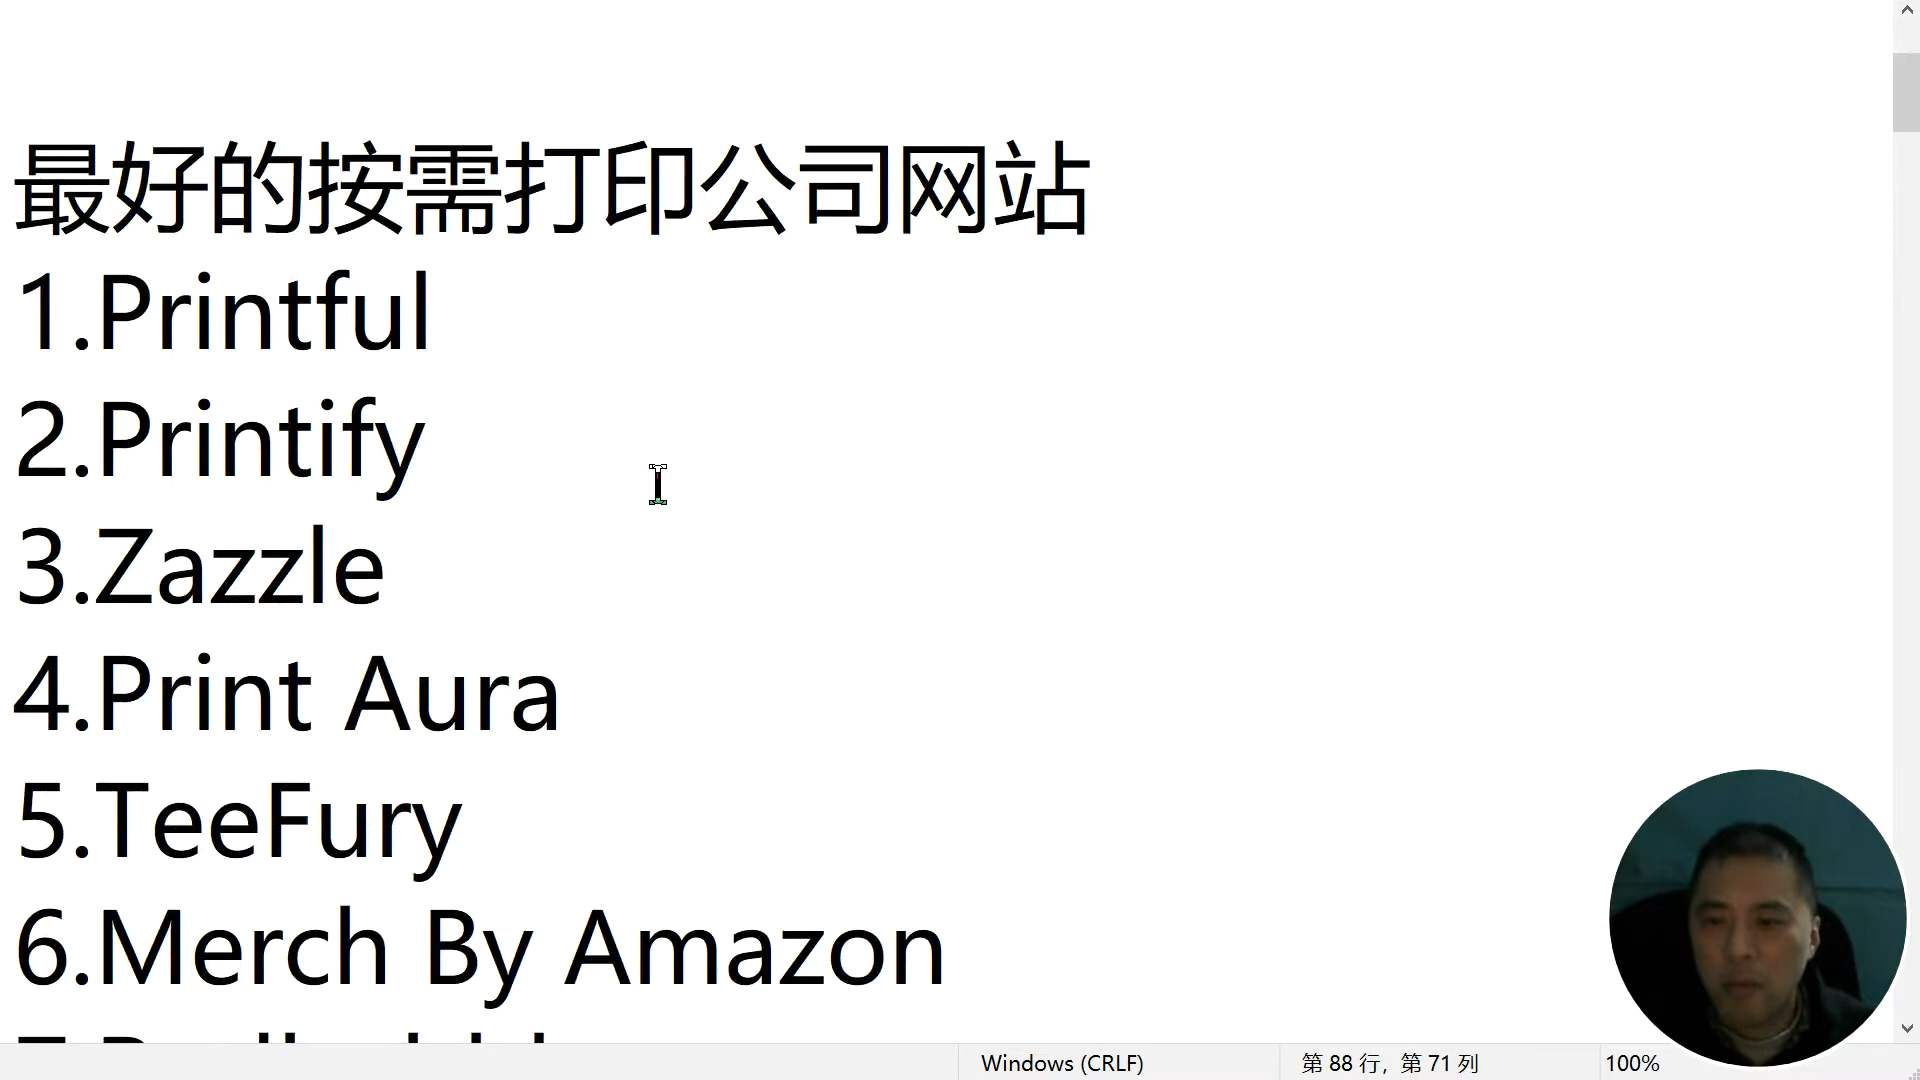 最好的按需打印公司网站
1.Printful
2.Printify
3.Zazzle
4.Print Aura
5.TeeFury
6.Merch By Amazon
Windows (CRLF)
第 88 行，第 71 列
100%